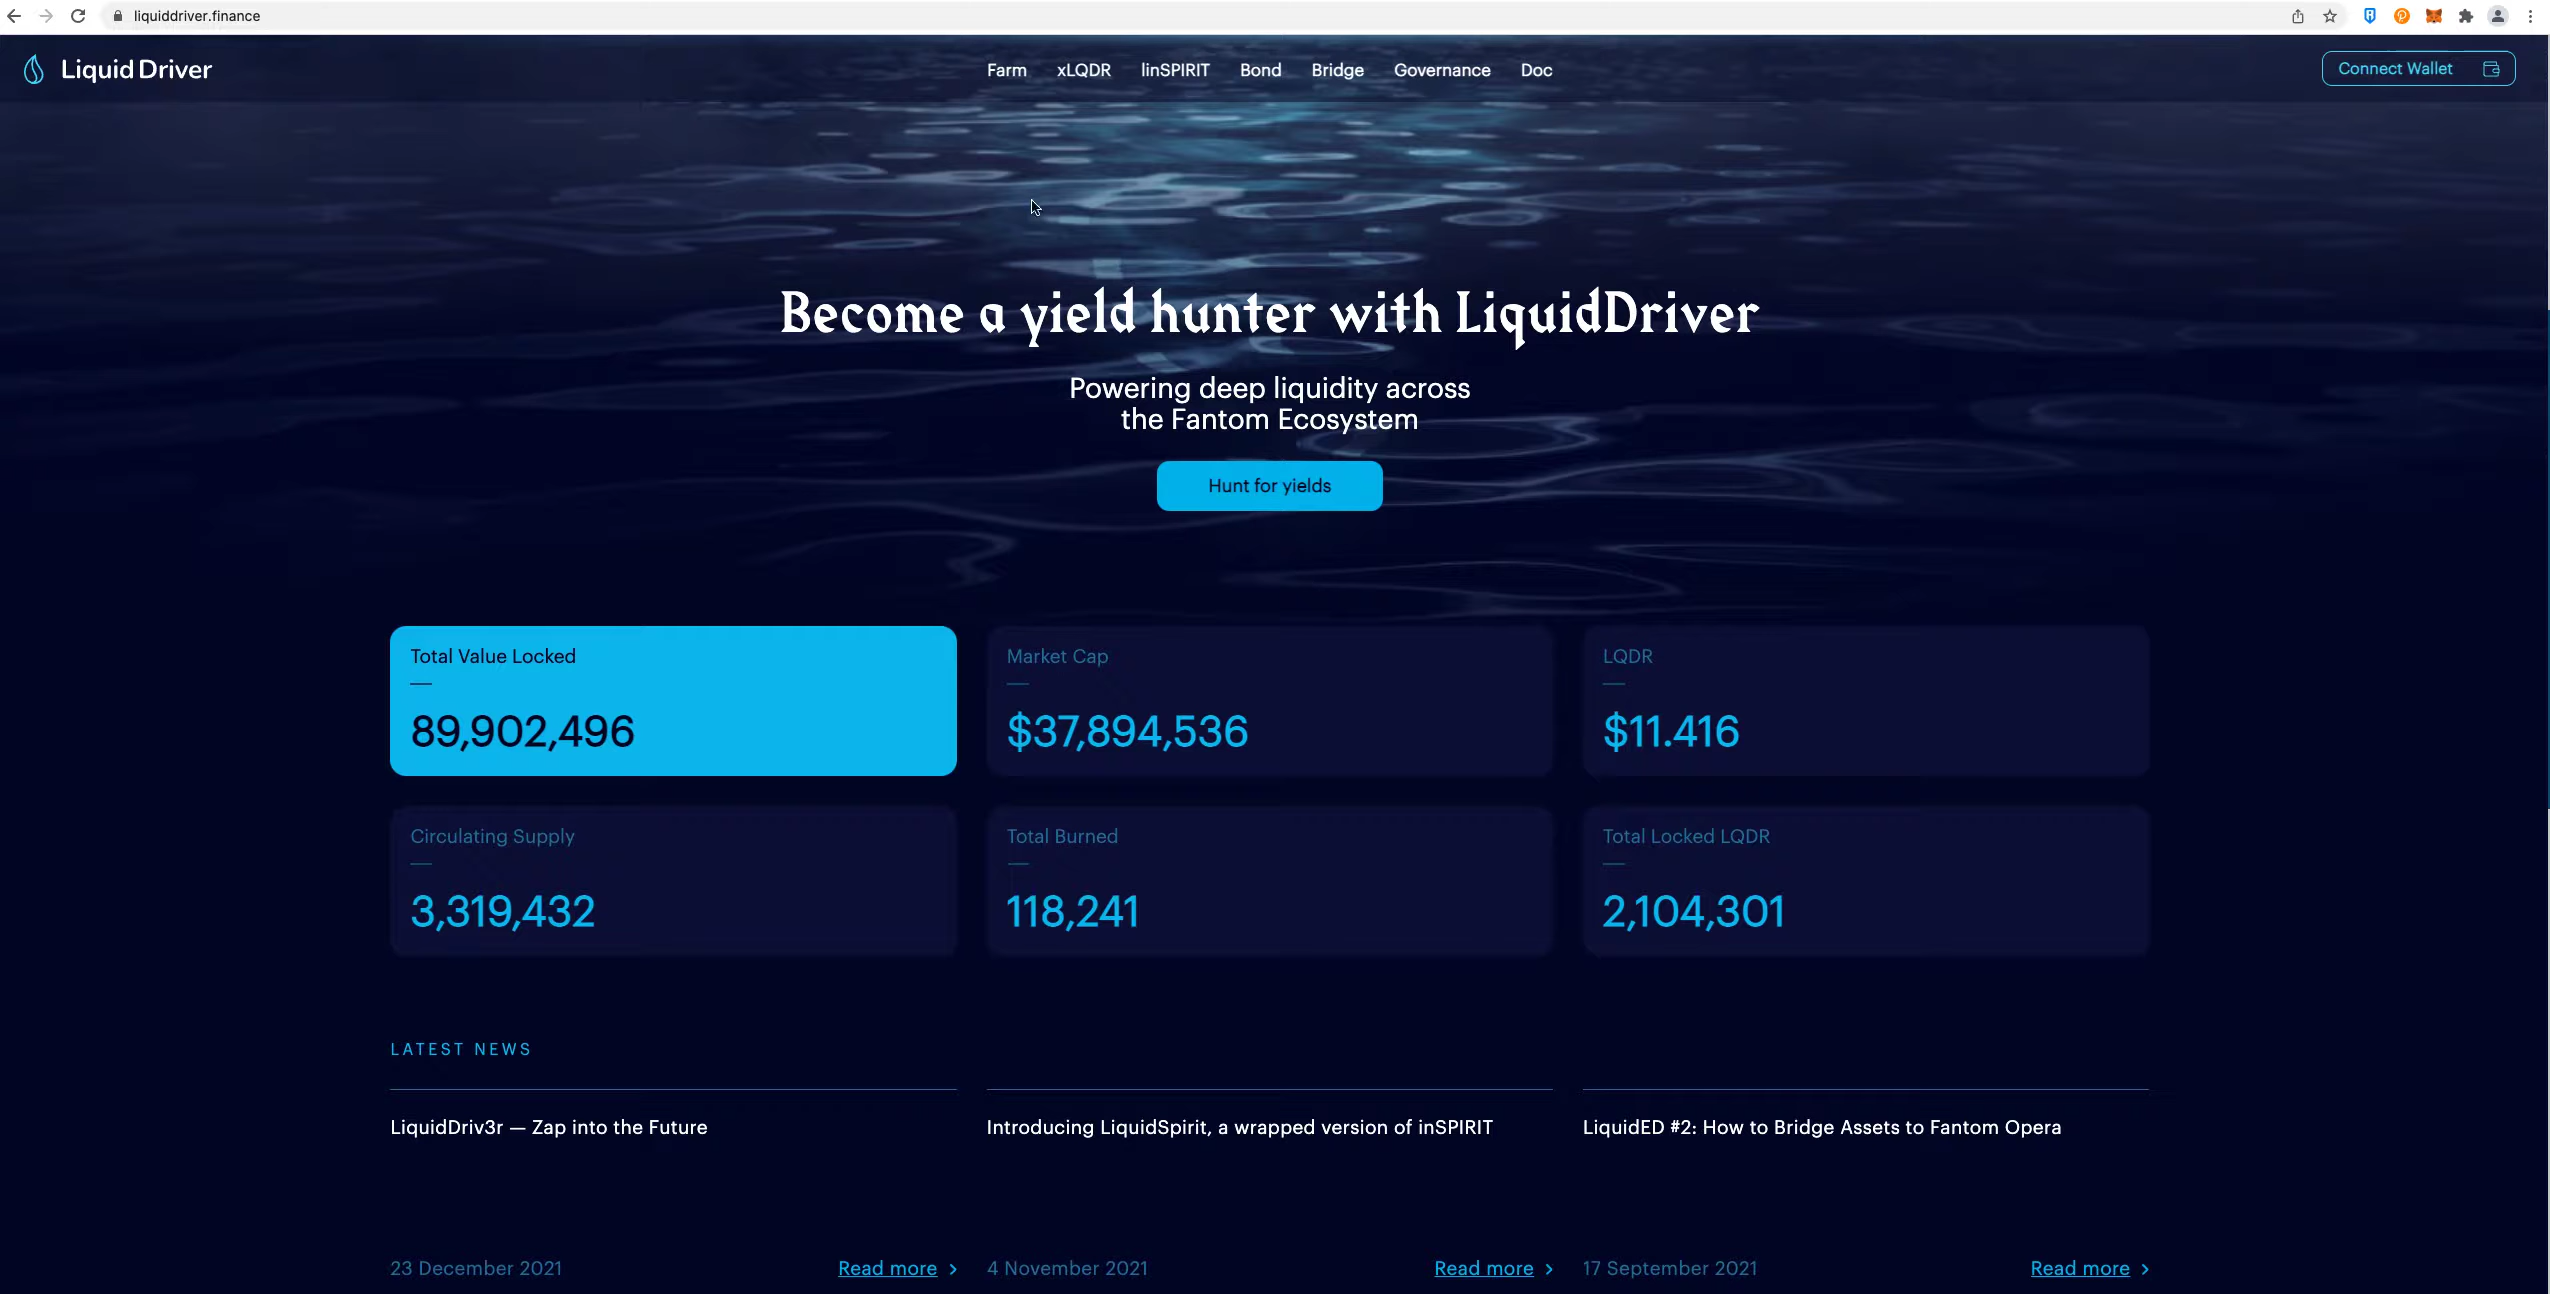 liquiddriver.finance
Liquid Driver
Farm xLQDR linSPIRIT Bond Bridge Governance Doc
Connect Wallet
Become a yield hunter with LiquidDriver
Powering deep liquidity across
the Fantom Ecosystem
Hunt for yields
Total Value Locked
89,902,496
Market Cap
$37,894,536
LQDR
$11.416
Circulating Supply
3,319,432
Total Burned
118,241
Total Locked LQDR
2,104,301
LATEST NEWS
LiquidDriv3r — Zap into the Future
23 December 2021 Read more
Introducing LiquidSpirit, a wrapped version of inSPIRIT
4 November 2021 Read more
LiquidED #2: How to Bridge Assets to Fantom Opera
17 September 2021 Read more